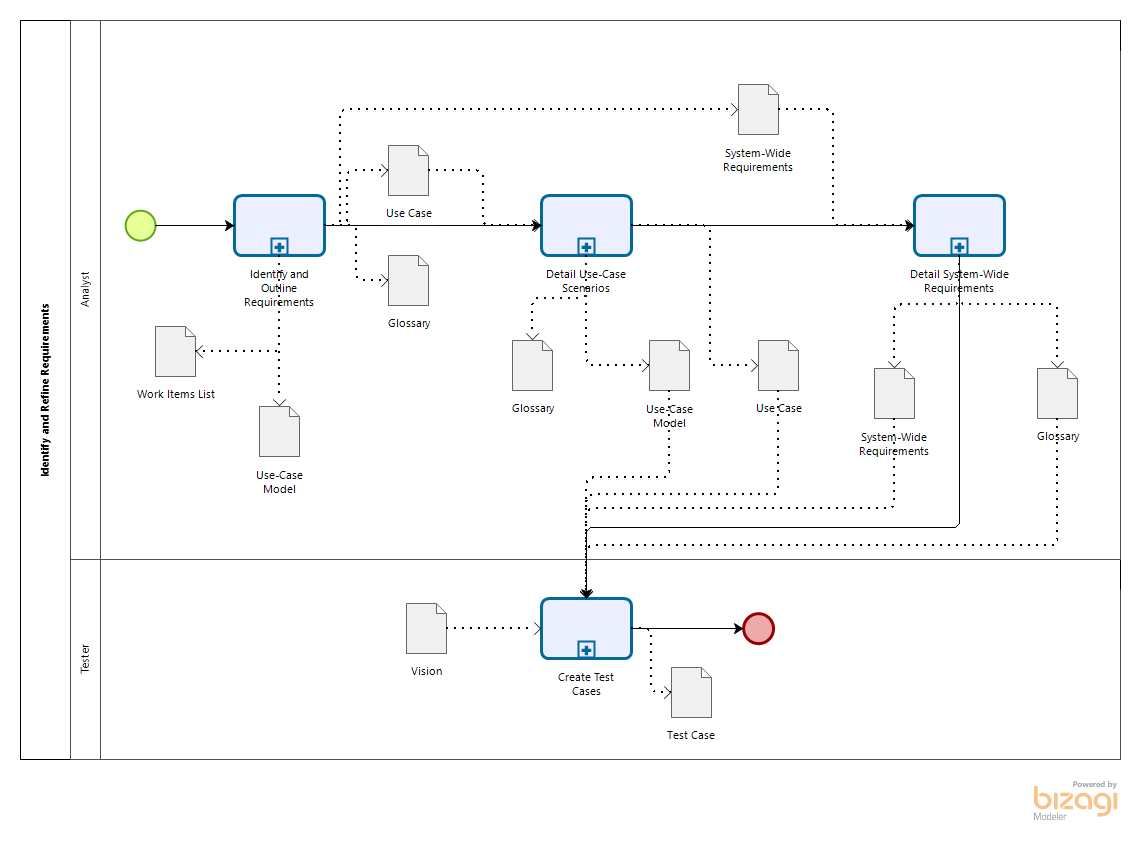 Identify and Refine Requirements
Analyst
System-Wide
Requirements
Use Case
Identify and
Outline
Requirements
Detail Use-Case
Scenarios
Detail System-Wide
Requirements
Glossary
Work Items List
Glossary
Use-Case
Model
Use Case
System-Wide
Requirements
Glossary
Use-Case
Model
Tester
Vision
Create Test
Cases
Test Case
Powered by
bizagi
Modeler